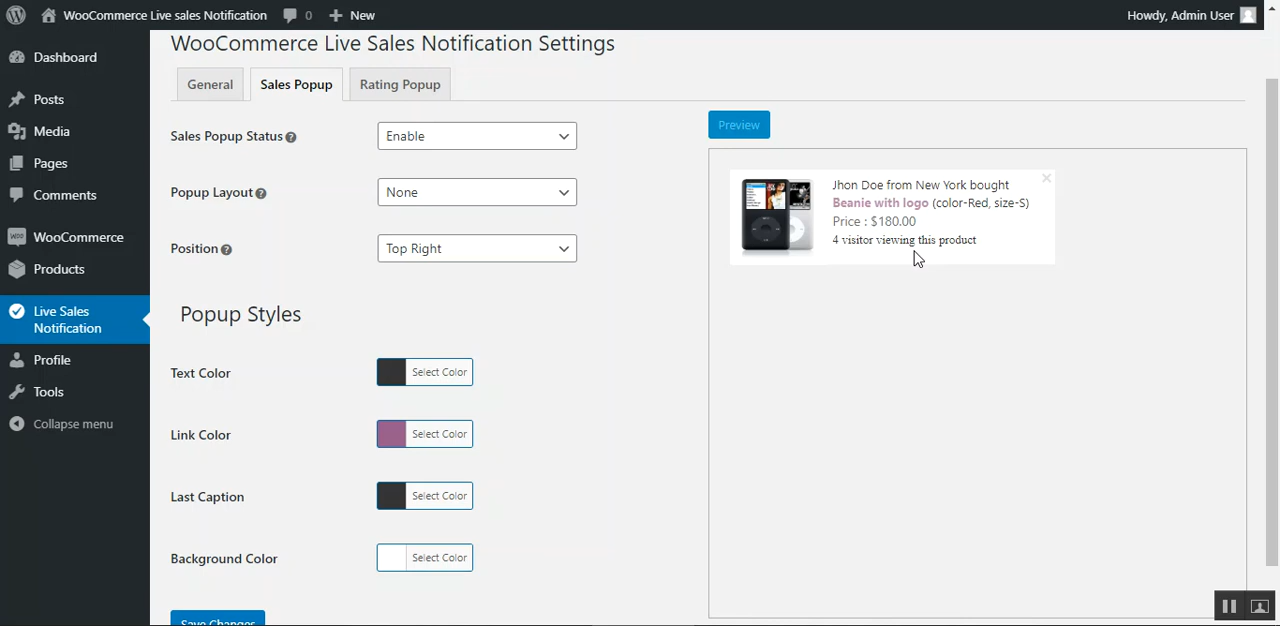 WooCommerce Live sales Notification 0 New Howdy, Admin User
Dashboard
Posts
Media
Pages
Comments
WooCommerce
Products
Live Sales
Notification
Profile
Tools
Collapse menu
WooCommerce Live Sales Notification Settings
General Sales Popup Rating Popup
Sales Popup Status Enable
Popup Layout None
Position Top Right
Popup Styles
Text Color Select Color
Link Color Select Color
Last Caption Select Color
Background Color Select Color
Save Changes
Preview
Jhon Doe from New York bought
Beanie with logo (color-Red, size-S)
Price : $180.00
4 visitor viewing this product